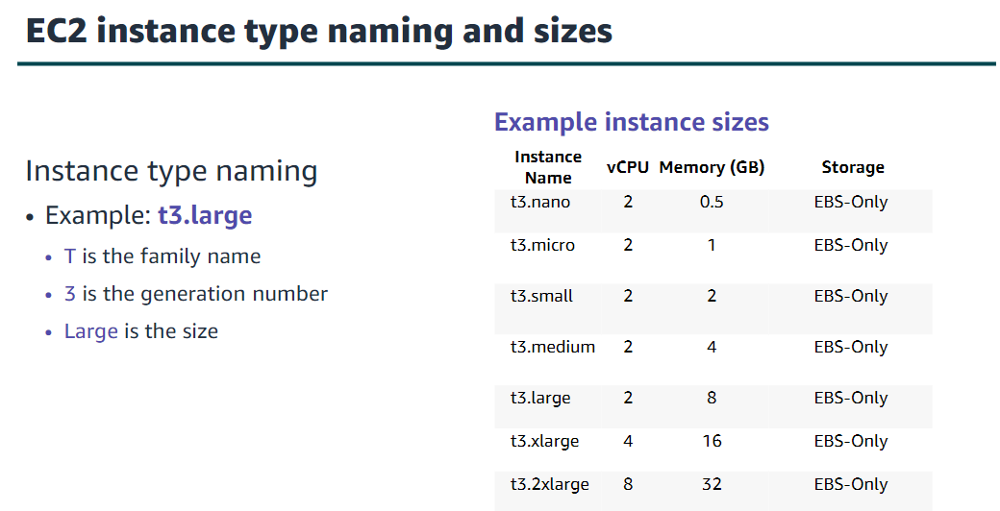 EC2 instance type naming and sizes
Instance type naming
• Example: t3.large
• T is the family name
• 3 is the generation number
• Large is the size
Example instance sizes
Instance Name vCPU Memory (GB) Storage
t3.nano 2 0.5 EBS-Only
t3.micro 2 1 EBS-Only
t3.small 2 2 EBS-Only
t3.medium 2 4 EBS-Only
t3.large 2 8 EBS-Only
t3.xlarge 4 16 EBS-Only
t3.2xlarge 8 32 EBS-Only